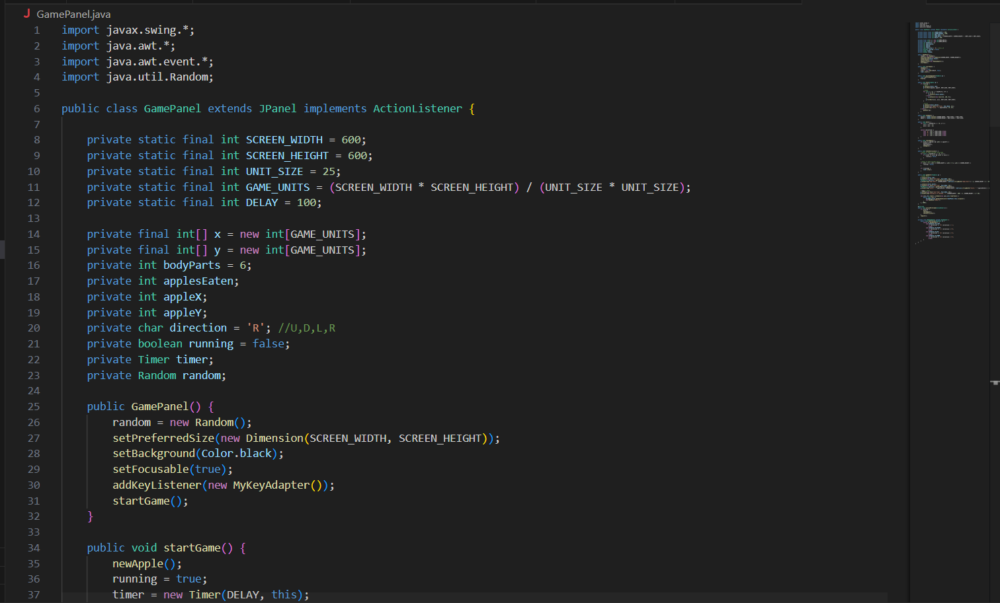 J GamePanel.java
1 import javax.swing.*;
2 import java.awt.*;
3 import java.awt.event.*;
4 import java.util.Random;
5
6 public class GamePanel extends JPanel implements ActionListener {
7
8     private static final int SCREEN_WIDTH = 600;
9     private static final int SCREEN_HEIGHT = 600;
10     private static final int UNIT_SIZE = 25;
11     private static final int GAME_UNITS = (SCREEN_WIDTH * SCREEN_HEIGHT) / (UNIT_SIZE * UNIT_SIZE);
12     private static final int DELAY = 100;
13
14     private final int[] x = new int[GAME_UNITS];
15     private final int[] y = new int[GAME_UNITS];
16     private int bodyParts = 6;
17     private int applesEaten;
18     private int appleX;
19     private int appleY;
20     private char direction = 'R'; //U,D,L,R
21     private boolean running = false;
22     private Timer timer;
23     private Random random;
24
25     public GamePanel() {
26         random = new Random();
27         setPreferredSize(new Dimension(SCREEN_WIDTH, SCREEN_HEIGHT));
28         setBackground(Color.black);
29         setFocusable(true);
30         addKeyListener(new MyKeyAdapter());
31         startGame();
32     }
33
34     public void startGame() {
35         newApple();
36         running = true;
37         timer = new Timer(DELAY, this);